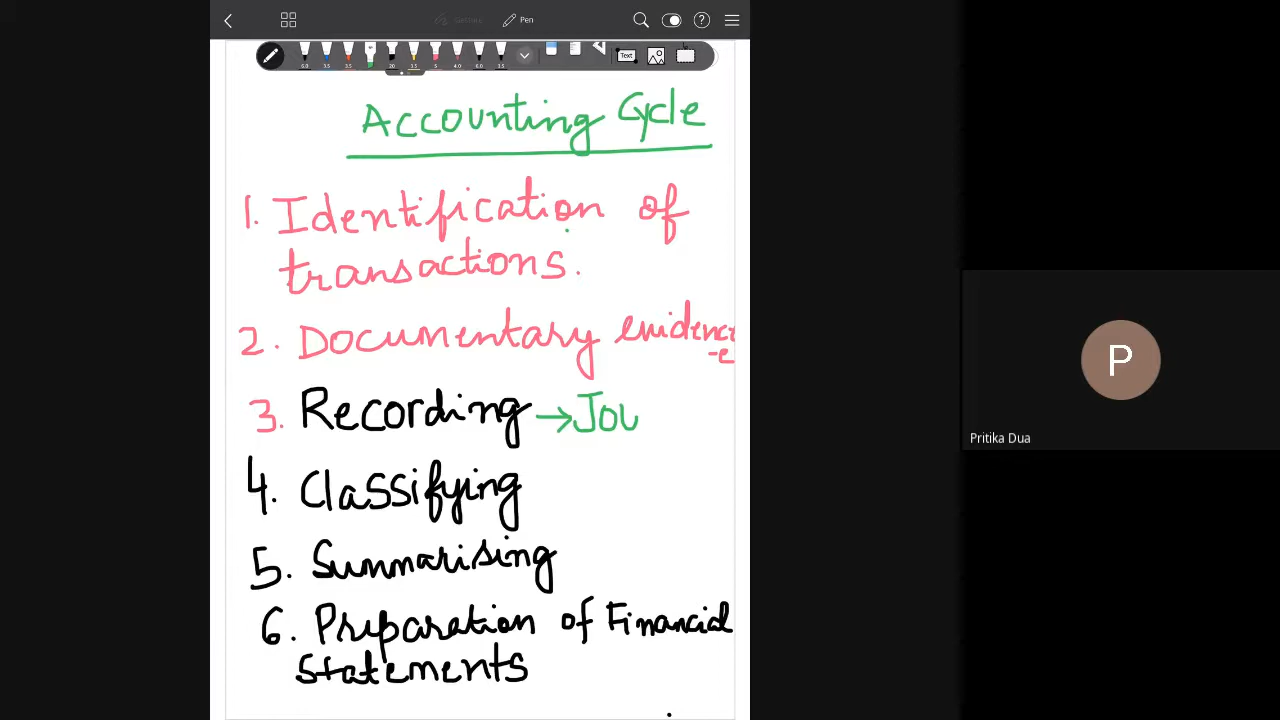 Pen
Text
Accounting Cycle
1. Identification of
transactions.
2. Documentary evidenc
-e
3. Recording → Jou
4. Classifying
5. Summarising
6. Preparation of Financial
Statements
P
Pritika Dua